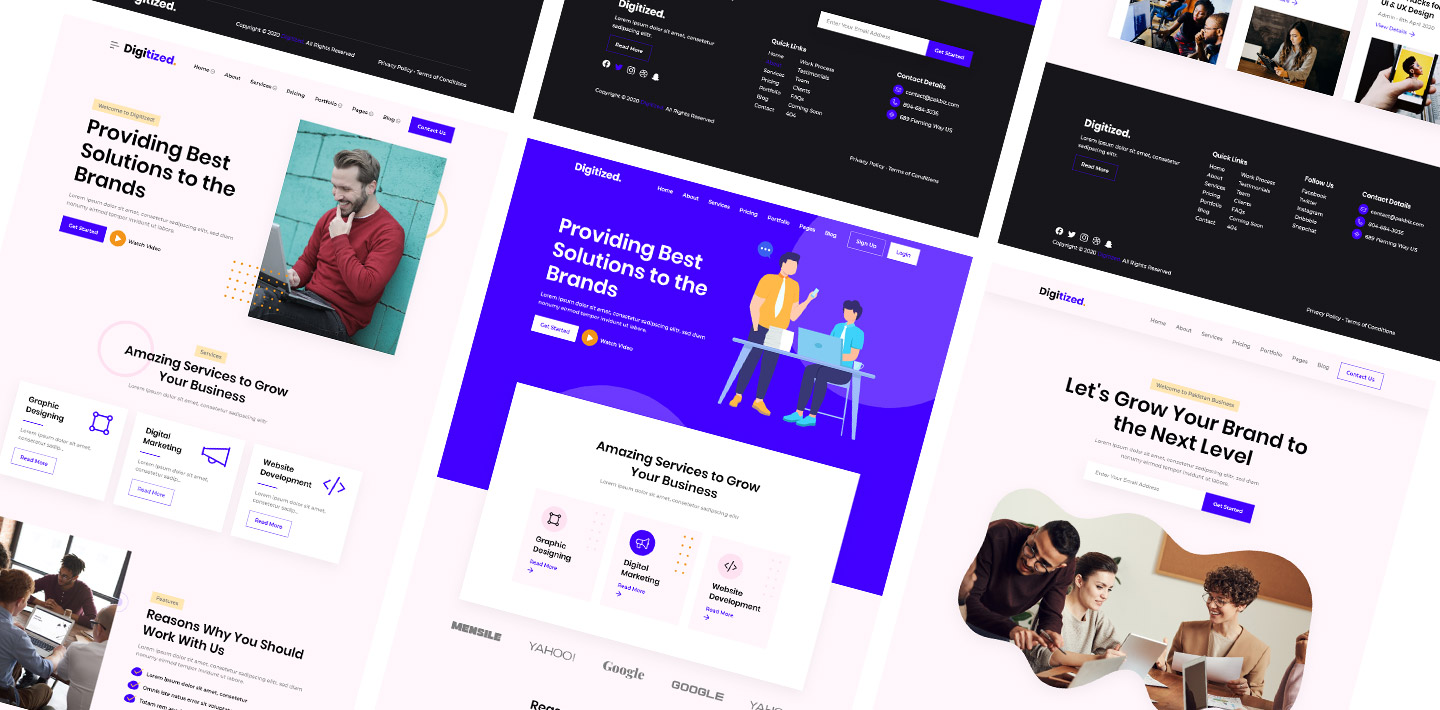 Digitized.
Copyright © 2020 Digitized. All Rights Reserved
Privacy Policy - Terms of Conditions
Digitized.
Home
About
Services
Pricing
Portfolio
Pages
Blog
Contact Us
Welcome to Digitized!
Providing Best
Solutions to the
Brands
Lorem ipsum dolor sit amet, consetetur sadipscing elitr, sed diam
nonumy eirmod tempor invidunt ut labore.
Get Started
Watch Video
Services
Amazing Services to Grow
Your Business
Lorem ipsum dolor sit amet, consetetur sadipscing elitr.
Graphic
Designing
Lorem ipsum dolor sit amet,
consetetur sadip...
Read More
Digital
Marketing
Lorem ipsum dolor sit amet,
consetetur sadip...
Read More
Website
Development
Lorem ipsum dolor sit amet,
consetetur sadip...
Read More
Features
Reasons Why You Should
Work With Us
Lorem ipsum dolor sit amet, consetetur sadipscing elitr, sed diam
nonumy eirmod tempor invidunt ut labore.
Lorem ipsum dolor sit amet, consetetur
Omnis iste natus error sit
Totam rem
Digitized.
Lorem ipsum dolor sit amet, consetetur
sadipscing elitr.
Read More
Copyright © 2020 Digitized. All Rights Reserved
Enter Your Email Address
Get Started
Quick Links
Home
About
Services
Pricing
Portfolio
Blog
Contact
Work Process
Testimonials
Team
Clients
FAQs
Coming Soon
404
Contact Details
contact@pakbiz.com
804-684-3036
689 Fleming Way US
Privacy Policy - Terms of Conditions
Digitized.
Home
About
Services
Pricing
Portfolio
Pages
Blog
Sign Up
Login
Providing Best
Solutions to the
Brands
Lorem ipsum dolor sit amet, consetetur sadipscing elitr, sed diam
nonumy eirmod tempor invidunt ut labore.
Get Started
Watch Video
Amazing Services to Grow
Your Business
Lorem ipsum dolor sit amet, consetetur sadipscing elitr.
Graphic
Designing
Read More
Digital
Marketing
Read More
Website
Development
Read More
MENSILE
YAHOO!
Google
GOOGLE
UI & UX Design
Admin - 8th April 2020
View Details
Digitized.
Lorem ipsum dolor sit amet, consetetur
sadipscing elitr.
Read More
Quick Links
Home
About
Services
Pricing
Portfolio
Blog
Contact
Work Process
Testimonials
Team
Clients
FAQs
Coming Soon
404
Follow Us
Facebook
Twitter
Instagram
Dribbble
Snapchat
Contact Details
contact@pakbiz.com
804-684-3036
689 Fleming Way US
Copyright © 2020 Digitized. All Rights Reserved
Privacy Policy - Terms of Conditions
Digitized.
Home
About
Services
Pricing
Portfolio
Pages
Blog
Contact Us
Welcome to Pakistan Business
Let's Grow Your Brand to
the Next Level
Lorem ipsum dolor sit amet, consetetur sadipscing elitr, sed diam
nonumy eirmod tempor invidunt ut labore.
Enter Your Email Address
Get Started